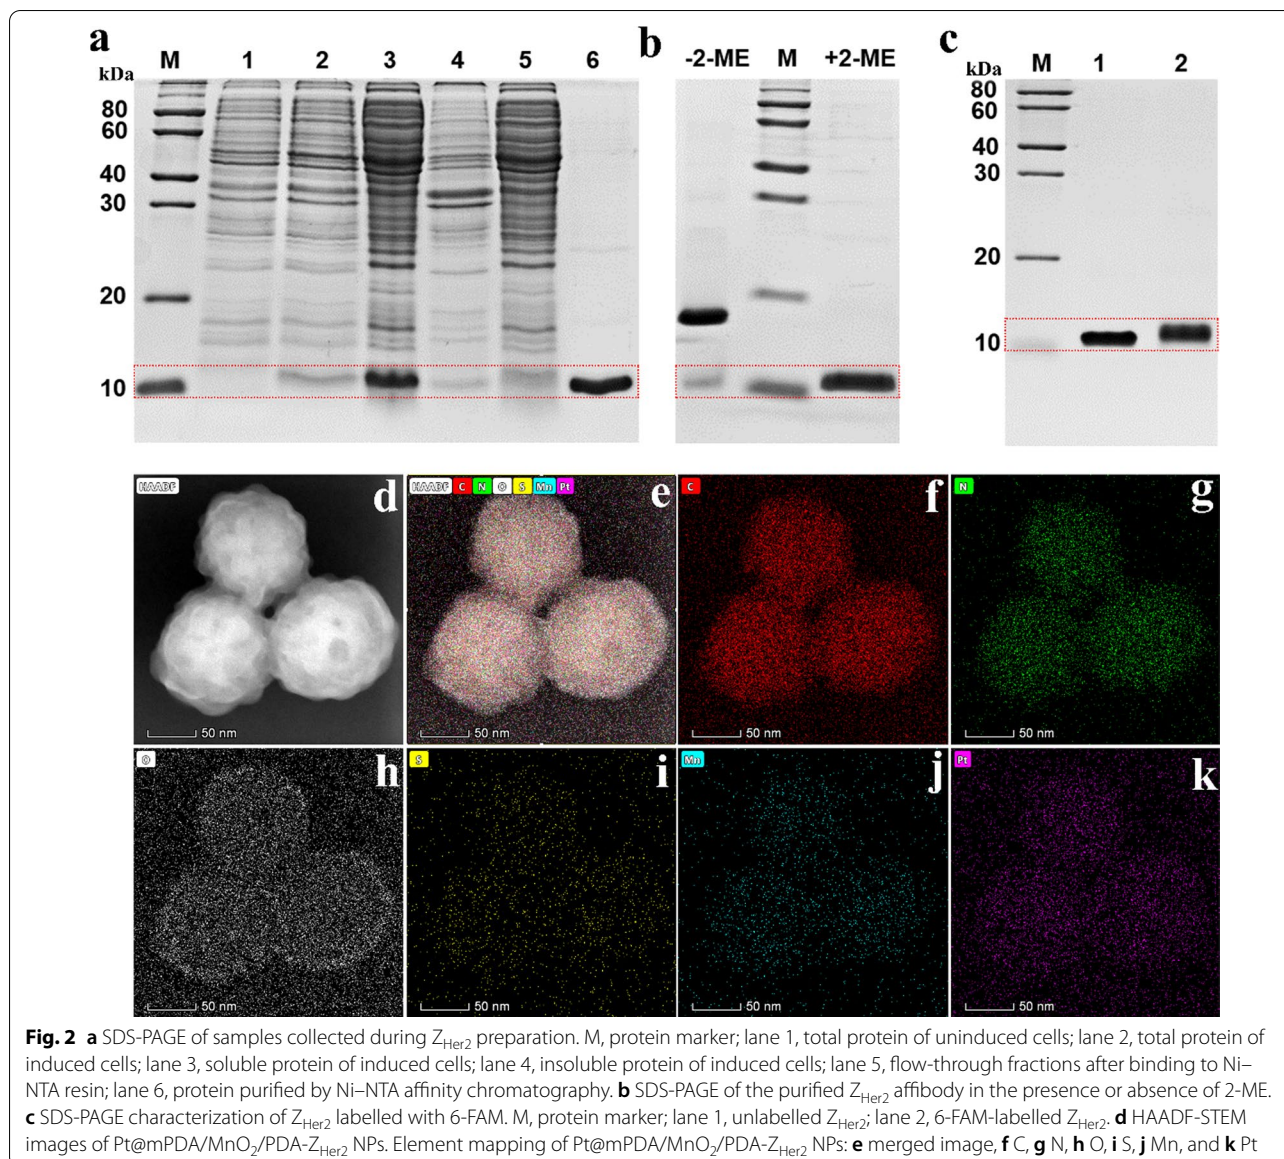 a
b
c
M 1 2 3 4 5 6
kDa
80
60
40
30
20
10
-2-ME M +2-ME
kDa
M 1 2
80
60
40
30
20
10
HAADF
d
50 nm
HAADF C N O S Mn Pt
e
50 nm
C
f
50 nm
N
g
50 nm
O
h
50 nm
S
i
50 nm
Mn
j
50 nm
Pt
k
50 nm
Fig. 2 a SDS-PAGE of samples collected during Z_Her2 preparation. M, protein marker; lane 1, total protein of uninduced cells; lane 2, total protein of
induced cells; lane 3, soluble protein of induced cells; lane 4, insoluble protein of induced cells; lane 5, flow-through fractions after binding to Ni–
NTA resin; lane 6, protein purified by Ni–NTA affinity chromatography. b SDS-PAGE of the purified Z_Her2 affibody in the presence or absence of 2-ME.
c SDS-PAGE characterization of Z_Her2 labelled with 6-FAM. M, protein marker; lane 1, unlabelled Z_Her2; lane 2, 6-FAM-labelled Z_Her2. d HAADF-STEM
images of Pt@mPDA/MnO₂/PDA-Z_Her2 NPs. Element mapping of Pt@mPDA/MnO₂/PDA-Z_Her2 NPs: e merged image, f C, g N, h O, i S, j Mn, and k Pt